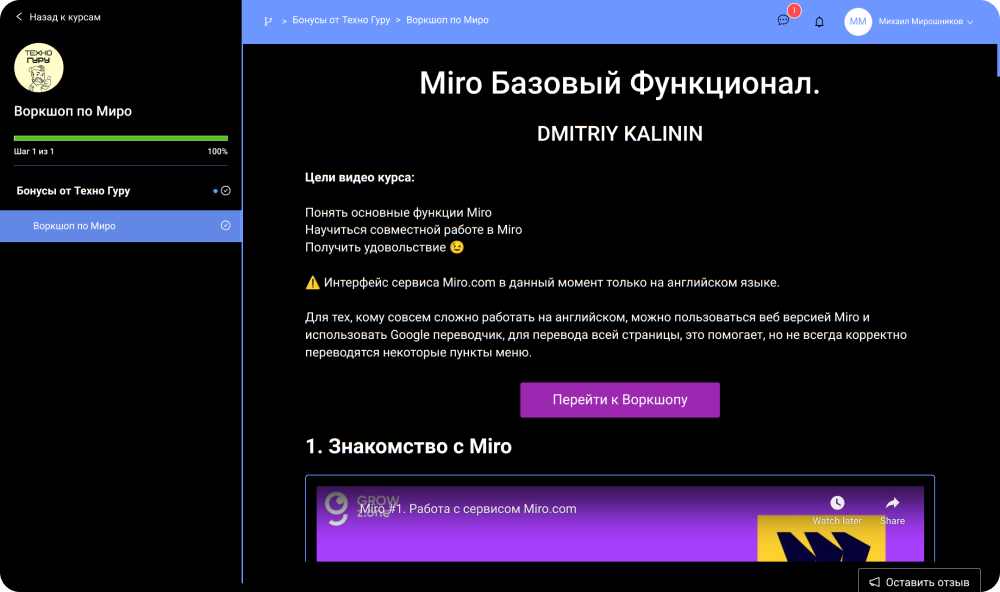 Назад к курсам
ТЕХНО
ГУРУ
Воркшоп по Миро
Шаг 1 из 1
100%
Бонусы от Техно Гуру
Воркшоп по Миро
> Бонусы от Техно Гуру > Воркшоп по Миро
1
ММ
Михаил Мирошников
Miro Базовый Функционал.
DMITRIY KALININ
Цели видео курса:
Понять основные функции Miro
Научиться совместной работе в Miro
Получить удовольствие 😉
⚠️ Интерфейс сервиса Miro.com в данный момент только на английском языке.
Для тех, кому совсем сложно работать на английском, можно пользоваться веб версией Miro и
использовать Google переводчик, для перевода всей страницы, это помогает, но не всегда корректно
переводятся некоторые пункты меню.
Перейти к Воркшопу
1. Знакомство с Miro
GROW
z.one
Miro #1. Работа с сервисом Miro.com
Watch later
Share
Оставить отзыв